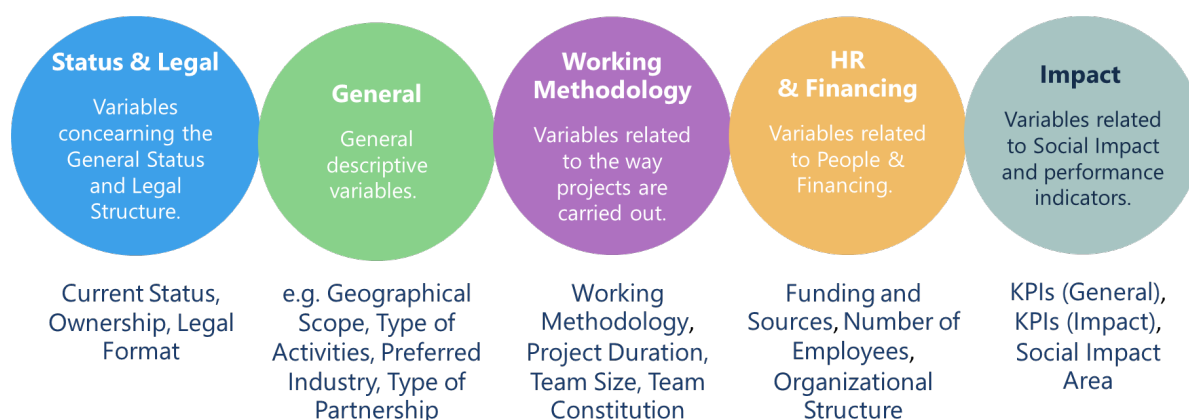 Status & Legal
Variables
concearning the
General Status
and Legal
Structure.
General
General
descriptive
variables.
Working
Methodology
Variables related
to the way
projects are
carried out.
HR
& Financing
Variables related
to People &
Financing.
Impact
Variables related
to Social Impact
and performance
indicators.
Current Status,
Ownership, Legal
Format
e.g. Geographical
Scope, Type of
Activities, Preferred
Industry, Type of
Partnership
Working
Methodology,
Project Duration,
Team Size, Team
Constitution
Funding and
Sources, Number of
Employees,
Organizational
Structure
KPIs (General),
KPIs (Impact),
Social Impact
Area